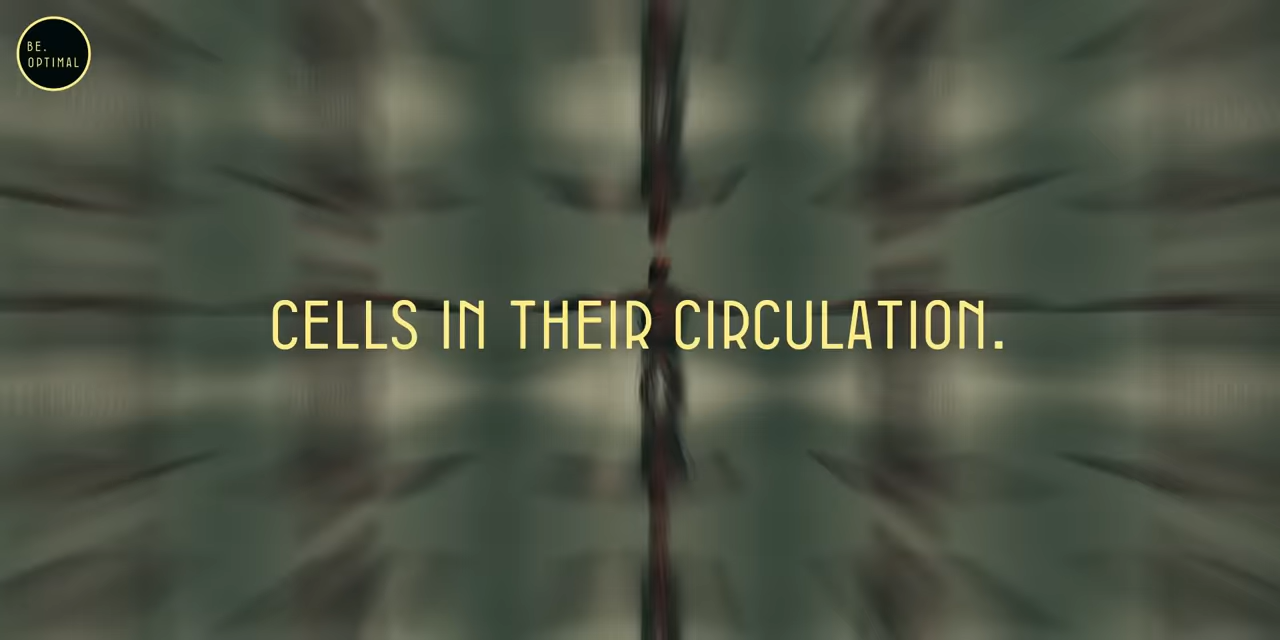 BE.
OPTIMAL
CELLS IN THEIR CIRCULATION.